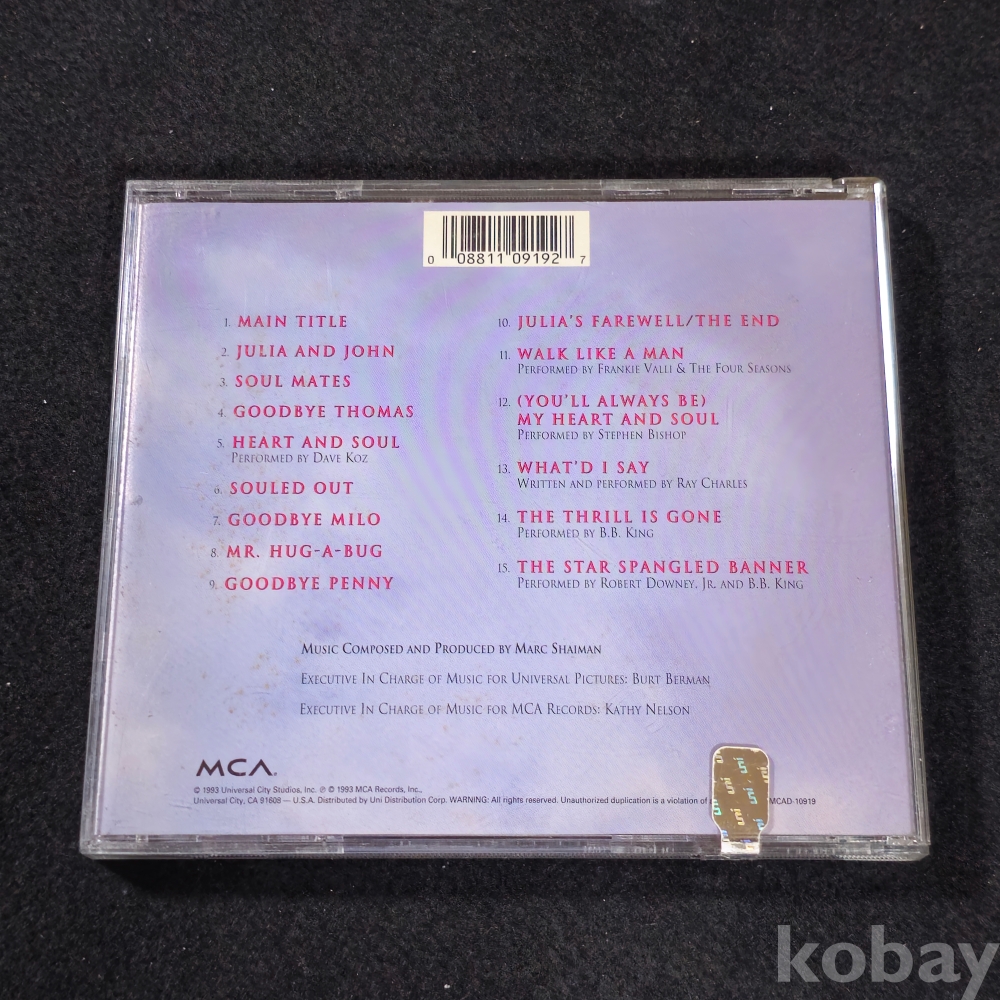 0 08811 09192 7
1. MAIN TITLE
2. JULIA AND JOHN
3. SOUL MATES
4. GOODBYE THOMAS
5. HEART AND SOUL
PERFORMED BY DAVE KOZ
6. SOULED OUT
7. GOODBYE MILO
8. MR. HUG-A-BUG
9. GOODBYE PENNY
10. JULIA'S FAREWELL/THE END
11. WALK LIKE A MAN
PERFORMED BY FRANKIE VALLI & THE FOUR SEASONS
12. (YOU'LL ALWAYS BE)
MY HEART AND SOUL
PERFORMED BY STEPHEN BISHOP
13. WHAT'D I SAY
WRITTEN AND PERFORMED BY RAY CHARLES
14. THE THRILL IS GONE
PERFORMED BY B.B. KING
15. THE STAR SPANGLED BANNER
PERFORMED BY ROBERT DOWNEY, JR. AND B.B. KING
MUSIC COMPOSED AND PRODUCED BY MARC SHAIMAN
EXECUTIVE IN CHARGE OF MUSIC FOR UNIVERSAL PICTURES: BURT BERMAN
EXECUTIVE IN CHARGE OF MUSIC FOR MCA RECORDS: KATHY NELSON
MCA
© 1993 Universal City Studios, Inc. ℗ © 1993 MCA Records, Inc.,
Universal City, CA 91608 — U.S.A. Distributed by Uni Distribution Corp. WARNING: All rights reserved. Unauthorized duplication is a violation of MCAD-10919
uni uni uni uni uni
kobay